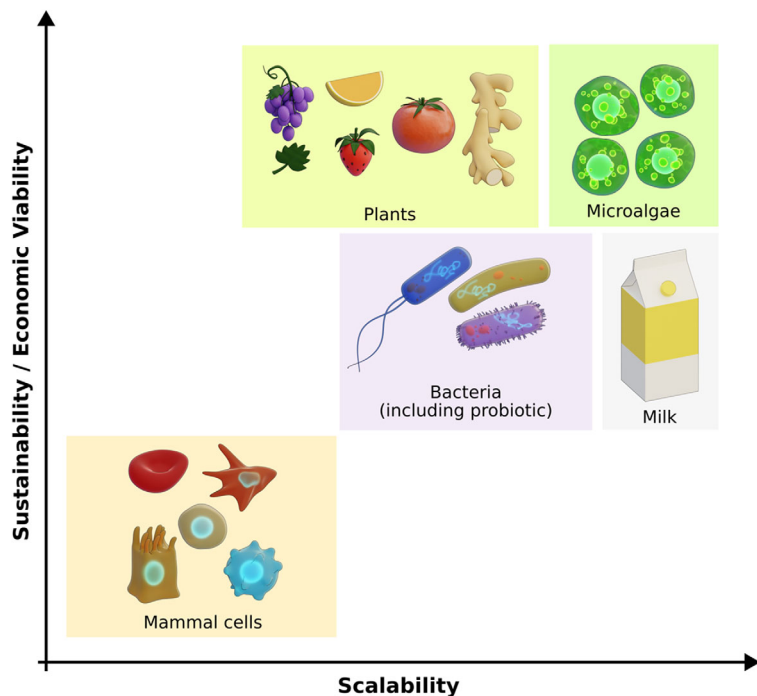 Sustainability / Economic Viability
Plants
Microalgae
Bacteria
(including probiotic)
Milk
Mammal cells
Scalability